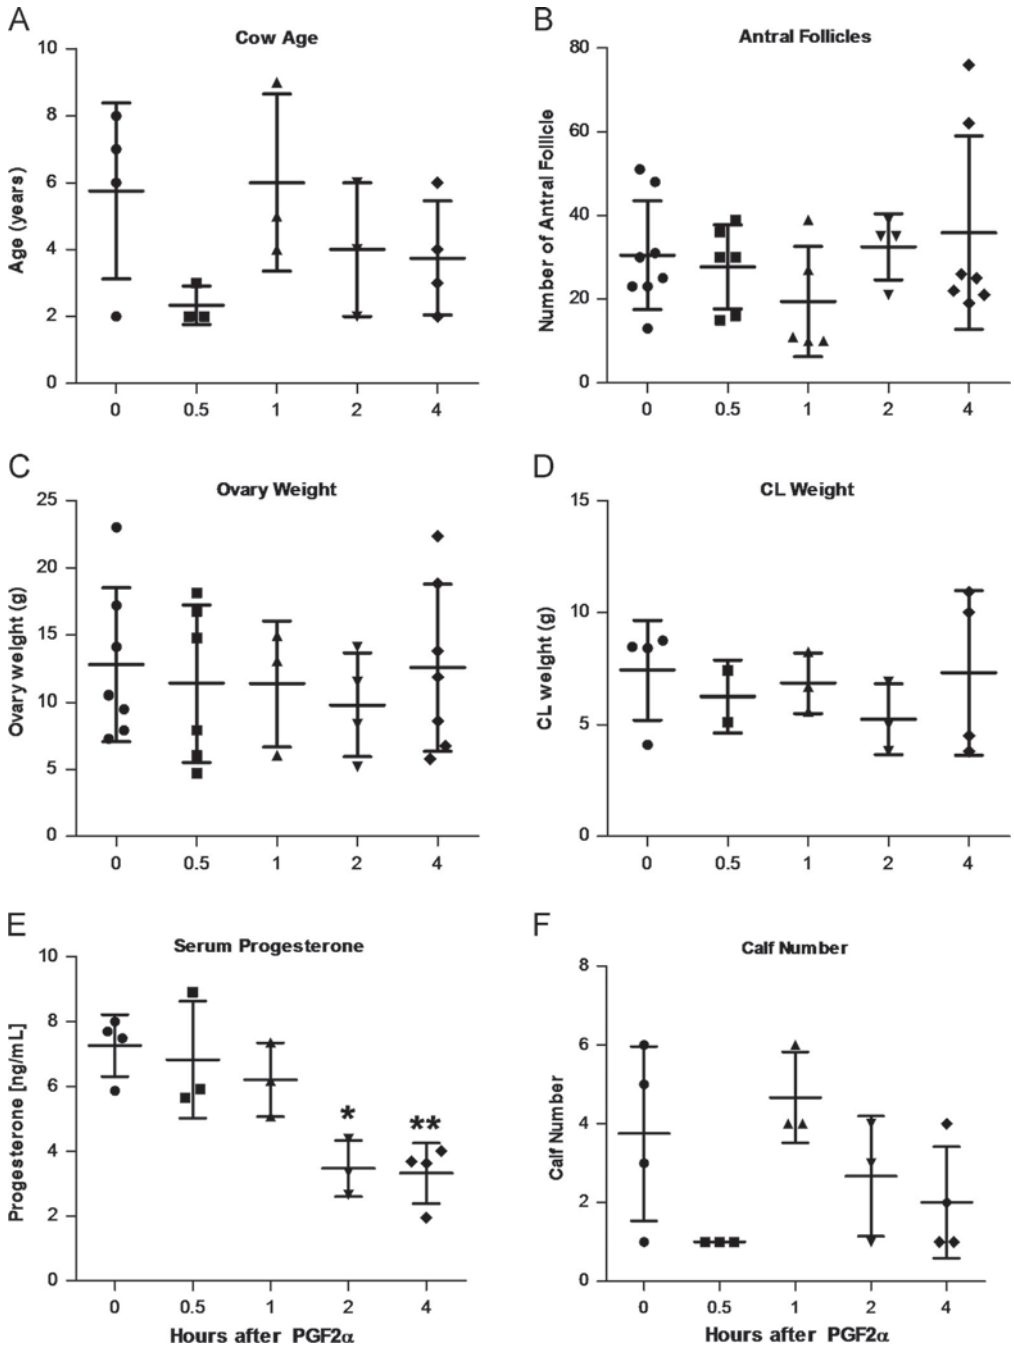 A
Cow Age
Age (years)
10
8
6
4
2
0
0 0.5 1 2 4
B
Antral Follicles
Number of Antral Follicle
80
60
40
20
0
0 0.5 1 2 4
C
Ovary Weight
Ovary weight (g)
25
20
15
10
5
0
0 0.5 1 2 4
D
CL Weight
CL weight (g)
15
10
5
0
0 0.5 1 2 4
E
Serum Progesterone
Progesterone [ng/mL]
10
8
6
4
2
0
*
**
0 0.5 1 2 4
Hours after PGF2α
F
Calf Number
Calf Number
8
6
4
2
0
0 0.5 1 2 4
Hours after PGF2α